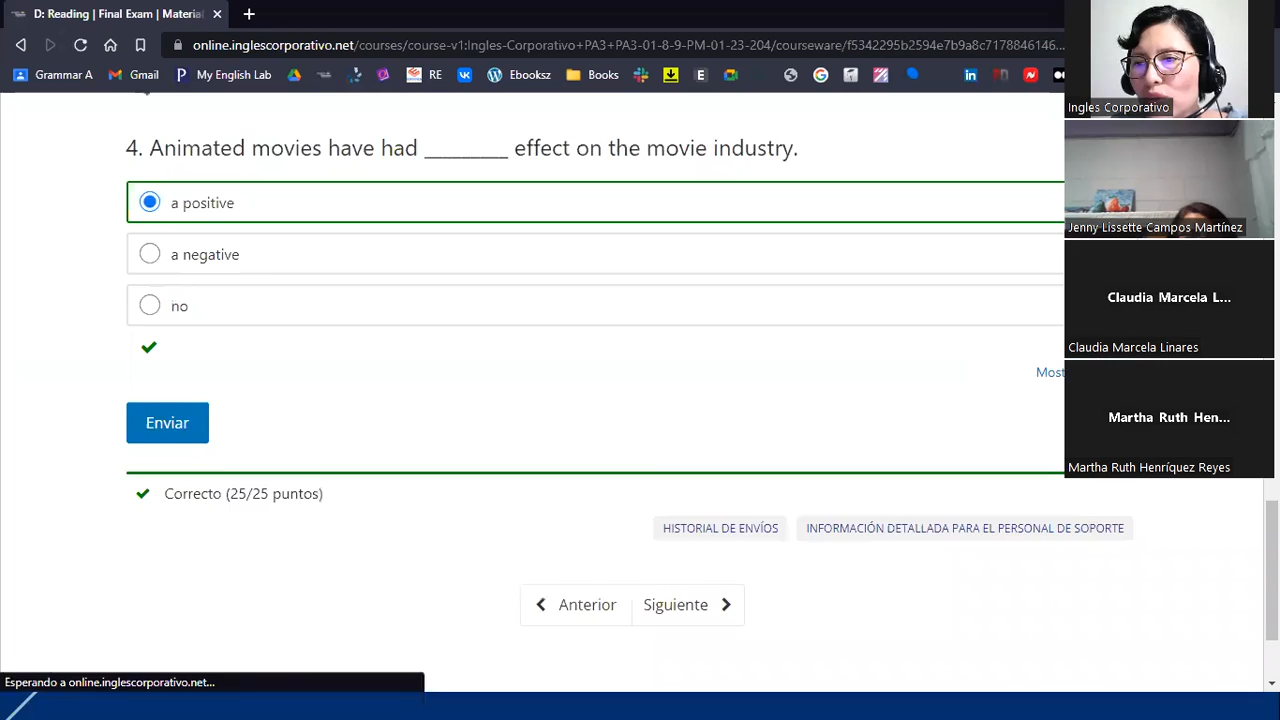 D: Reading | Final Exam | Material
online.inglescorporativo.net/courses/course-v1:Ingles-Corporativo+PA3+PA3-01-8-9-PM-01-23-204/courseware/f5342295b2594e7b9a8c7178846146...
Grammar A
Gmail
My English Lab
RE
Ebooksz
Books
Ingles Corporativo
Jenny Lissette Campos Martínez
Claudia Marcela L...
Claudia Marcela Linares
Martha Ruth Hen...
Martha Ruth Henríquez Reyes
4. Animated movies have had _________ effect on the movie industry.
a positive
a negative
no
Most
Enviar
Correcto (25/25 puntos)
HISTORIAL DE ENVÍOS
INFORMACIÓN DETALLADA PARA EL PERSONAL DE SOPORTE
Anterior
Siguiente
Esperando a online.inglescorporativo.net...